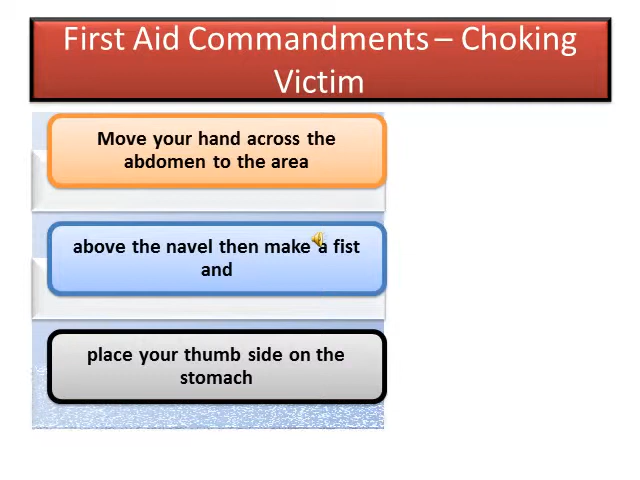 First Aid Commandments – Choking
Victim
Move your hand across the
abdomen to the area
above the navel then make a fist
and
place your thumb side on the
stomach